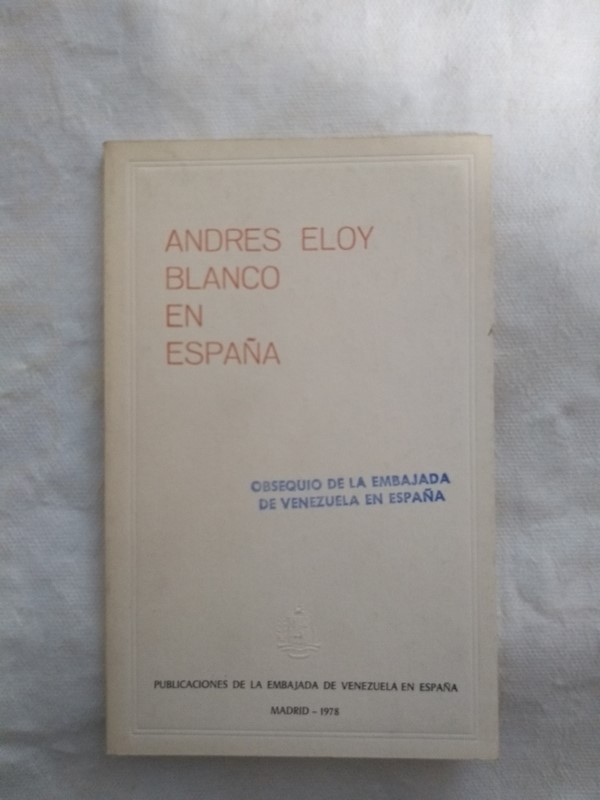 ANDRES ELOY
BLANCO
EN
ESPAÑA
OBSEQUIO DE LA EMBAJADA
DE VENEZUELA EN ESPAÑA
PUBLICACIONES DE LA EMBAJADA DE VENEZUELA EN ESPAÑA
MADRID - 1978